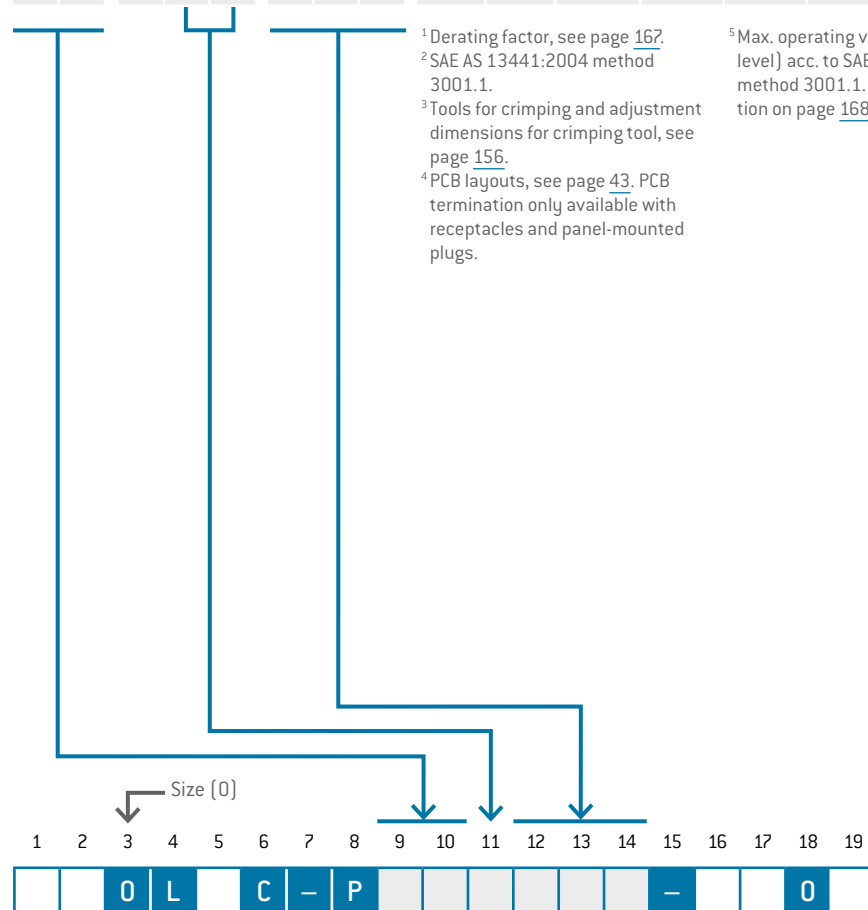 ¹ Derating factor, see page 167.
² SAE AS 13441:2004 method
3001.1.
³ Tools for crimping and adjustment
dimensions for crimping tool, see
page 156.
⁴ PCB layouts, see page 43. PCB
termination only available with
receptacles and panel-mounted
plugs.
⁵ Max. operating v
level) acc. to SAE
method 3001.1.
tion on page 168
Size (0)
1 2 3 4 5 6 7 8 9 10 11 12 13 14 15 16 17 18 19
0 L C – P – 0